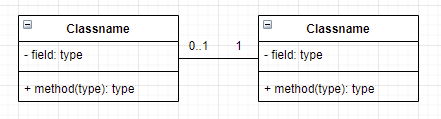 Classname
- field: type
+ method(type): type
0..1 1
Classname
- field: type
+ method(type): type